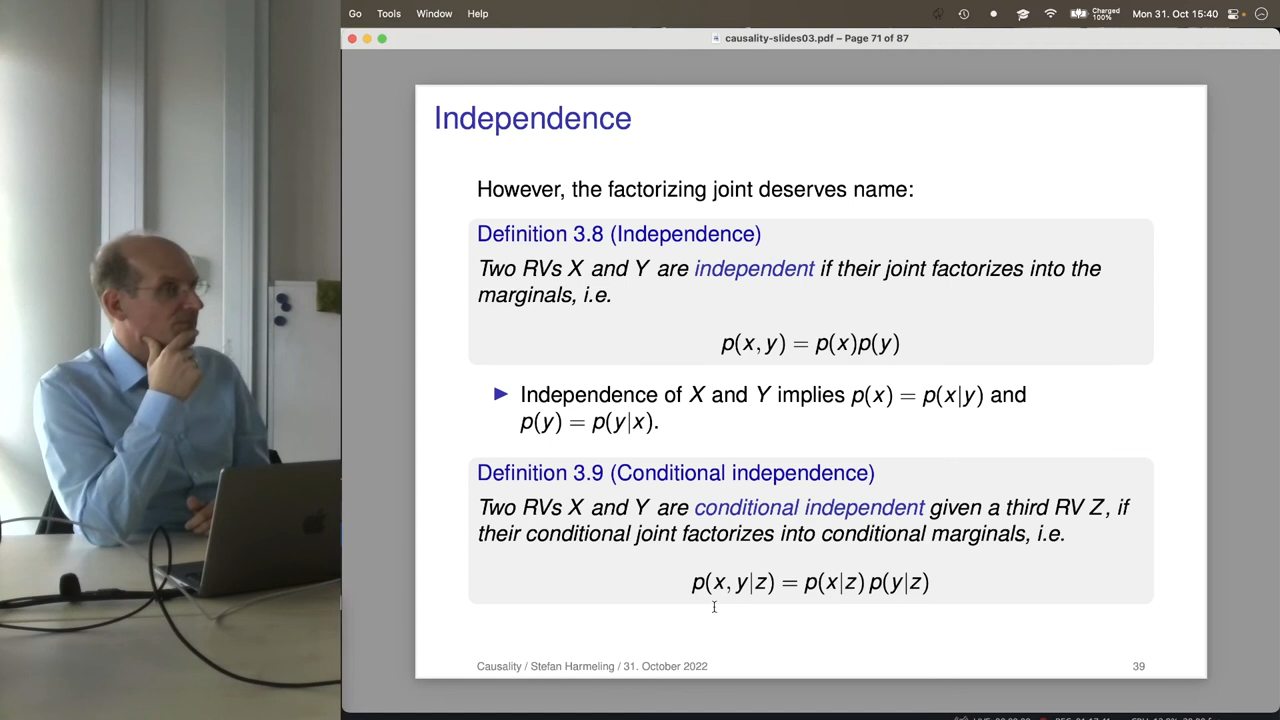 Go Tools Window Help Charged 100% Mon 31. Oct 15:40
causality-slides03.pdf – Page 71 of 87
Independence
However, the factorizing joint deserves name:
Definition 3.8 (Independence)
Two RVs X and Y are independent if their joint factorizes into the
marginals, i.e.
p(x, y) = p(x)p(y)
▶ Independence of X and Y implies p(x) = p(x|y) and
p(y) = p(y|x).
Definition 3.9 (Conditional independence)
Two RVs X and Y are conditional independent given a third RV Z, if
their conditional joint factorizes into conditional marginals, i.e.
p(x, y|z) = p(x|z) p(y|z)
Causality / Stefan Harmeling / 31. October 2022 39